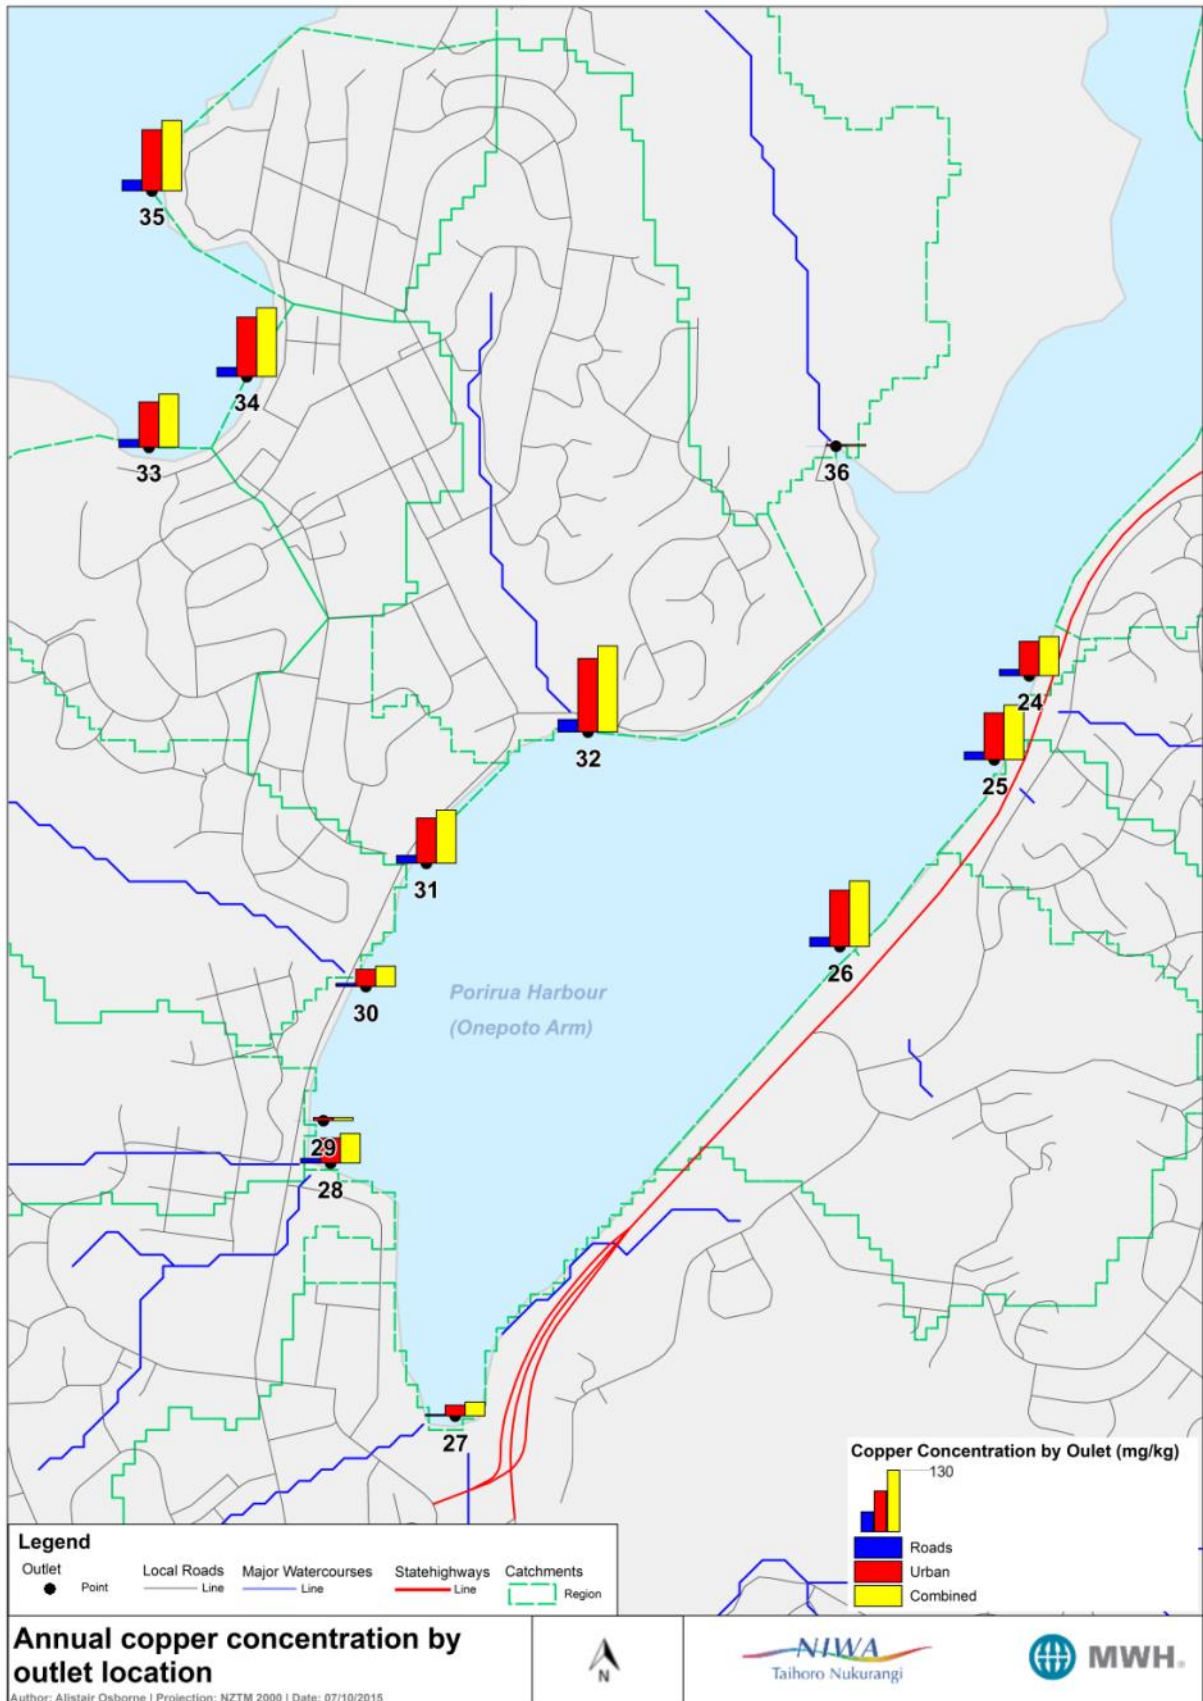 35
34
33
36
24
32
25
31
26
30
Porirua Harbour
(Onepoto Arm)
29
28
27
Copper Concentration by Oulet (mg/kg)
130
Roads
Urban
Combined
Legend
Outlet Local Roads Major Watercourses Statehighways Catchments
Point Line Line Line Region
Annual copper concentration by
outlet location
Author: Alistair Osborne | Projection: NZTM 2000 | Date: 07/10/2015
N
NIWA
Taihoro Nukurangi
MWH®